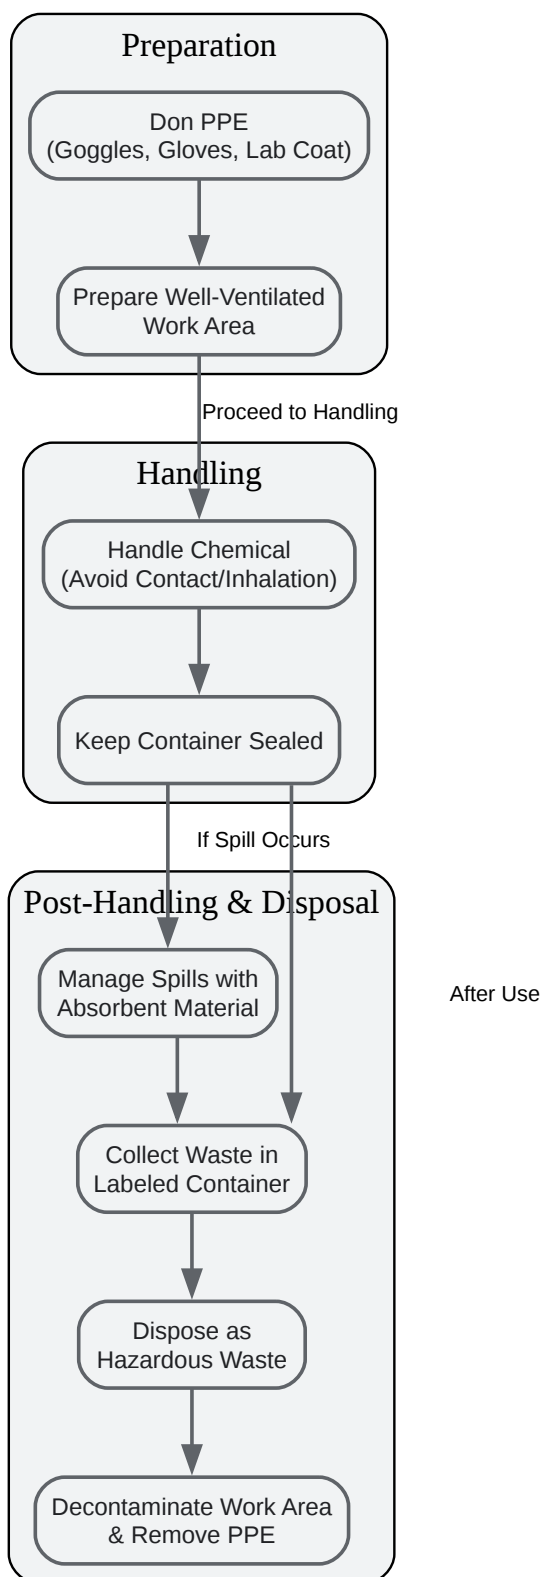 Preparation
Don PPE
(Goggles, Gloves, Lab Coat)
Prepare Well-Ventilated
Work Area
Proceed to Handling
Handling
Handle Chemical
(Avoid Contact/Inhalation)
Keep Container Sealed
If Spill Occurs
Post-Handling & Disposal
Manage Spills with
Absorbent Material
After Use
Collect Waste in
Labeled Container
Dispose as
Hazardous Waste
Decontaminate Work Area
& Remove PPE